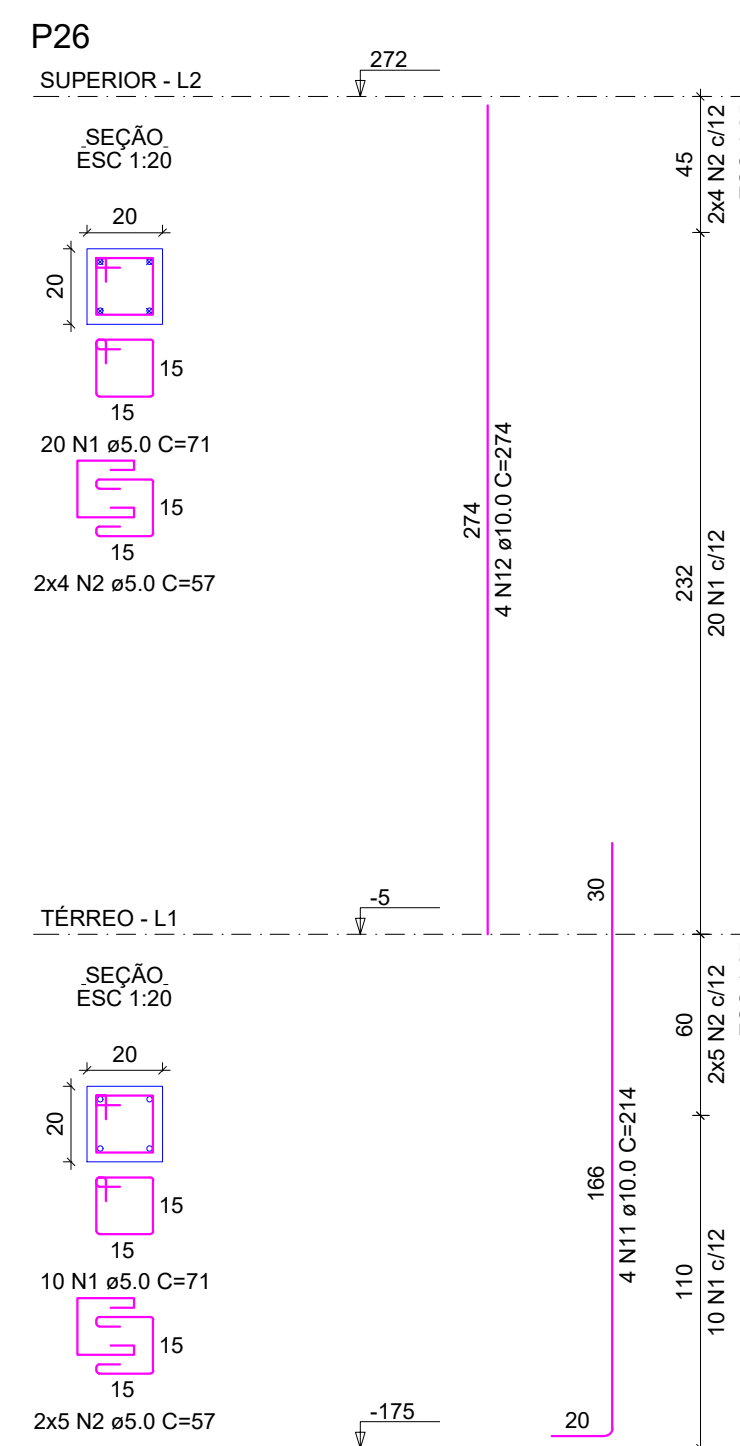 P26
SUPERIOR - L2
272
SEÇÃO
ESC 1:20
20
20
15
15
20 N1 ø5.0 C=71
15
15
2x4 N2 ø5.0 C=57
274
4 N12 ø10.0 C=274
45
2x4 N2 c/12
232
20 N1 c/12
TÉRREO - L1
-5
30
SEÇÃO
ESC 1:20
20
20
15
15
10 N1 ø5.0 C=71
15
15
2x5 N2 ø5.0 C=57
166
4 N11 ø10.0 C=214
20
60
2x5 N2 c/12
110
10 N1 c/12
-175